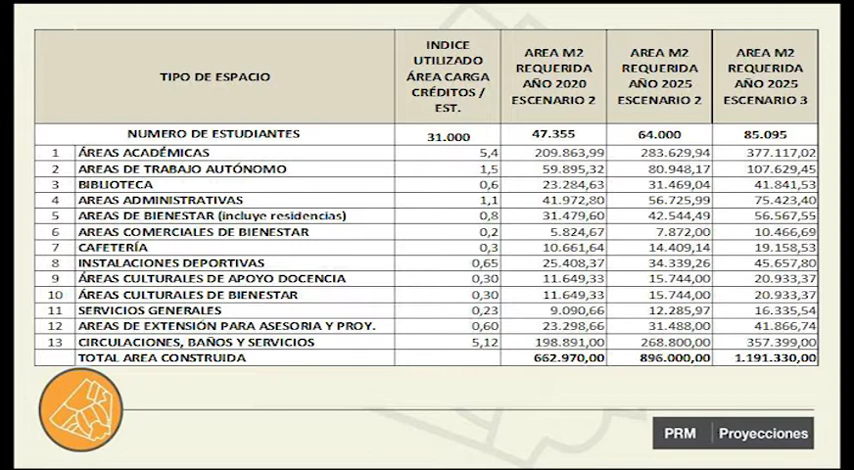 TIPO DE ESPACIO
INDICE
UTILIZADO
ÁREA CARGA
CRÉDITOS /
EST.
AREA M2
REQUERIDA
AÑO 2020
ESCENARIO 2
AREA M2
REQUERIDA
AÑO 2025
ESCENARIO 2
AREA M2
REQUERIDA
AÑO 2025
ESCENARIO 3
NUMERO DE ESTUDIANTES 31.000 47.355 64.000 85.095
1 ÁREAS ACADÉMICAS 5,4 209.863,99 283.629,94 377.117,02
2 AREAS DE TRABAJO AUTÓNOMO 1,5 59.895,32 80.948,17 107.629,45
3 BIBLIOTECA 0,6 23.284,63 31.469,04 41.841,53
4 AREAS ADMINISTRATIVAS 1,1 41.972,80 56.725,99 75.423,40
5 AREAS DE BIENESTAR (incluye residencias) 0,8 31.479,60 42.544,49 56.567,55
6 AREAS COMERCIALES DE BIENESTAR 0,2 5.824,67 7.872,00 10.466,69
7 CAFETERÍA 0,3 10.661,64 14.409,14 19.158,53
8 INSTALACIONES DEPORTIVAS 0,65 25.408,37 34.339,26 45.657,80
9 ÁREAS CULTURALES DE APOYO DOCENCIA 0,30 11.649,33 15.744,00 20.933,37
10 ÁREAS CULTURALES DE BIENESTAR 0,30 11.649,33 15.744,00 20.933,37
11 SERVICIOS GENERALES 0,23 9.090,66 12.285,97 16.335,54
12 AREAS DE EXTENSIÓN PARA ASESORIA Y PROY. 0,60 23.298,66 31.488,00 41.866,74
13 CIRCULACIONES, BAÑOS Y SERVICIOS 5,12 198.891,00 268.800,00 357.399,00
TOTAL AREA CONSTRUIDA 662.970,00 896.000,00 1.191.330,00
PRM Proyecciones